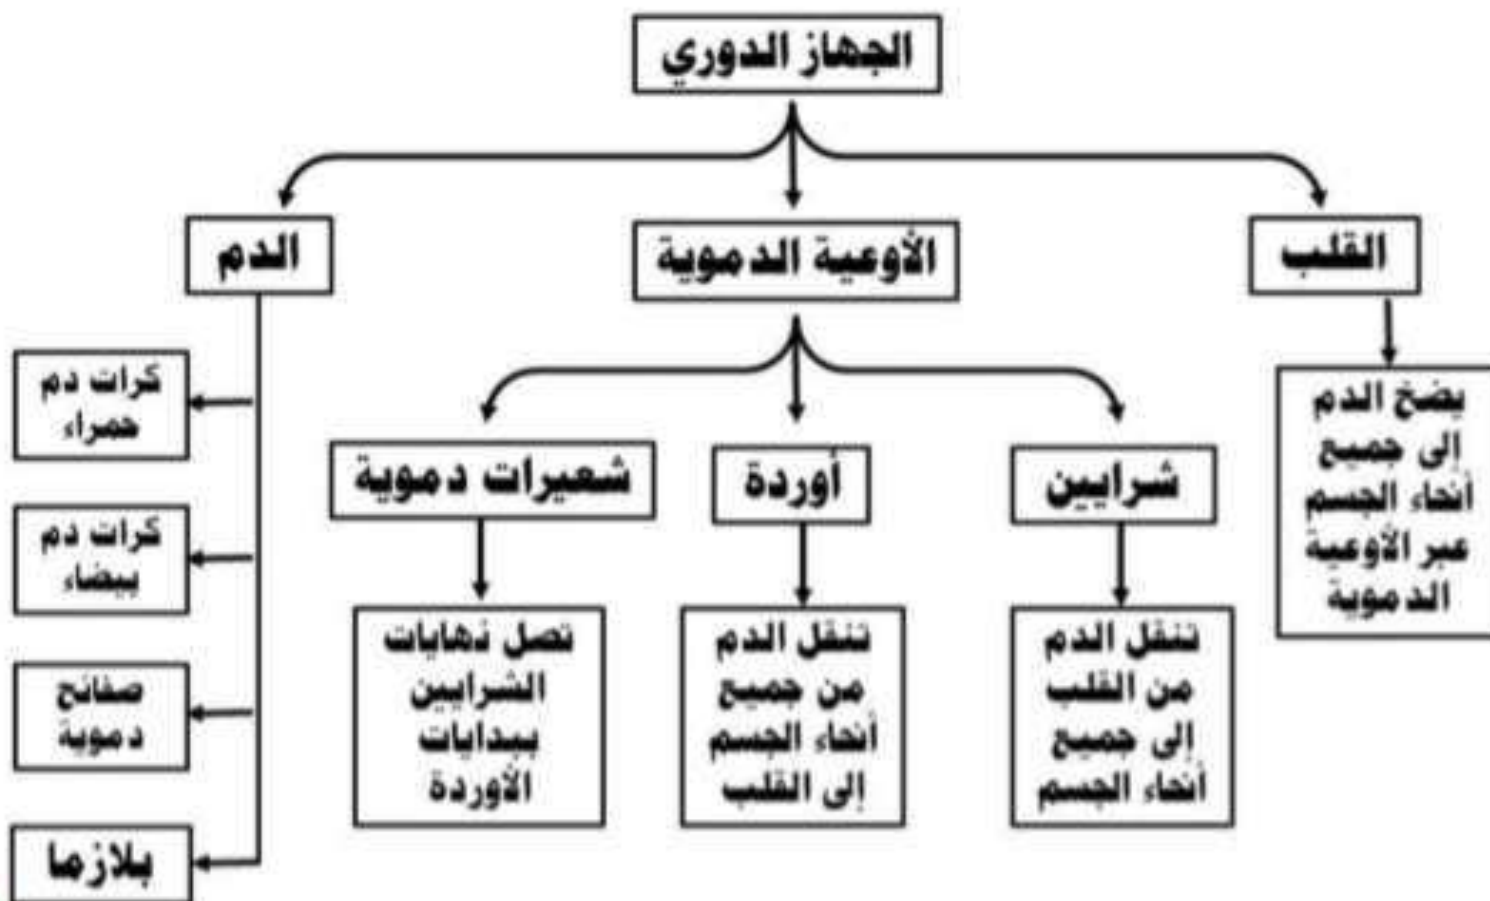 الجهاز الدوري
القلب
الأوعية الدموية
الدم
يضخ الدم
إلى جميع
أنحاء الجسم
عبر الأوعية
الدموية
شرايين
أوردة
شعيرات دموية
تنقل الدم
من القلب
إلى جميع
أنحاء الجسم
تنقل الدم
من جميع
أنحاء الجسم
إلى القلب
تصل نهايات
الشرايين
ببدايات
الأوردة
كرات دم
حمراء
كرات دم
بيضاء
صفائح
دموية
بلازما